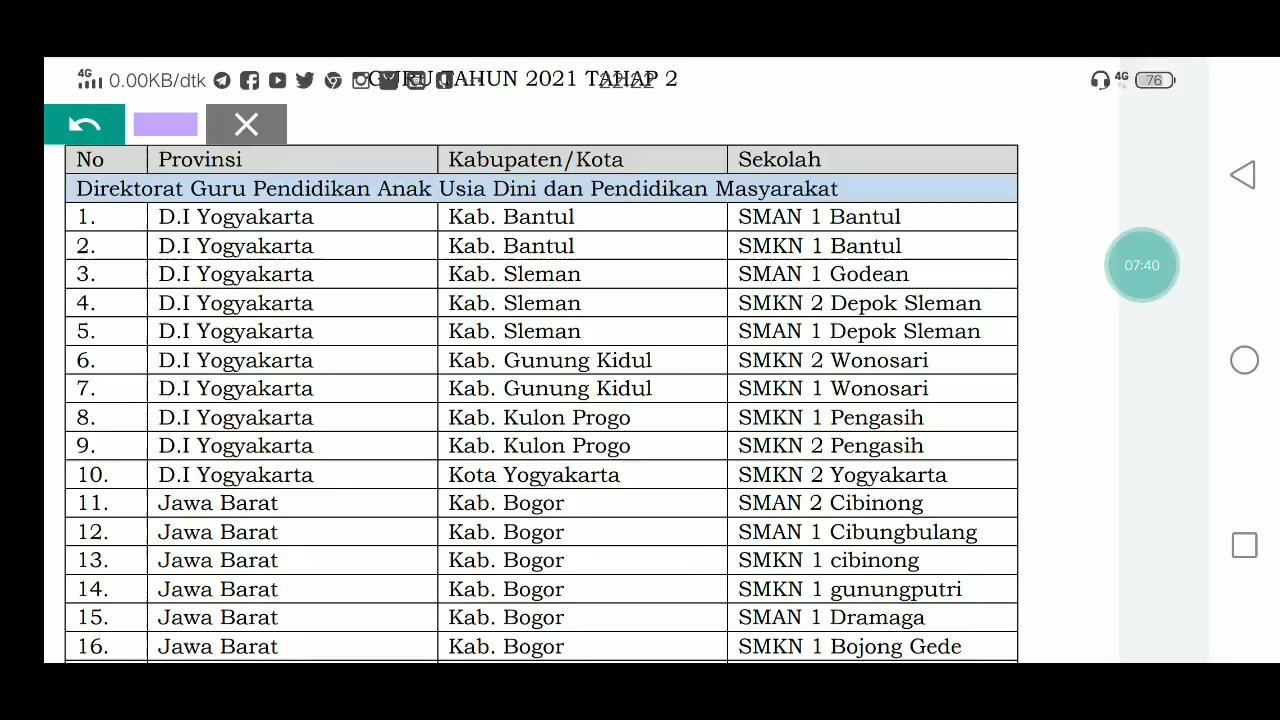 4G 0.00KB/dtk GURU TAHUN 2021 TAHAP 2 22:22 4G 76
No Provinsi Kabupaten/Kota Sekolah
Direktorat Guru Pendidikan Anak Usia Dini dan Pendidikan Masyarakat
1. D.I Yogyakarta Kab. Bantul SMAN 1 Bantul
2. D.I Yogyakarta Kab. Bantul SMKN 1 Bantul
3. D.I Yogyakarta Kab. Sleman SMAN 1 Godean
07:40
4. D.I Yogyakarta Kab. Sleman SMKN 2 Depok Sleman
5. D.I Yogyakarta Kab. Sleman SMAN 1 Depok Sleman
6. D.I Yogyakarta Kab. Gunung Kidul SMKN 2 Wonosari
7. D.I Yogyakarta Kab. Gunung Kidul SMKN 1 Wonosari
8. D.I Yogyakarta Kab. Kulon Progo SMKN 1 Pengasih
9. D.I Yogyakarta Kab. Kulon Progo SMKN 2 Pengasih
10. D.I Yogyakarta Kota Yogyakarta SMKN 2 Yogyakarta
11. Jawa Barat Kab. Bogor SMAN 2 Cibinong
12. Jawa Barat Kab. Bogor SMAN 1 Cibungbulang
13. Jawa Barat Kab. Bogor SMKN 1 cibinong
14. Jawa Barat Kab. Bogor SMKN 1 gunungputri
15. Jawa Barat Kab. Bogor SMAN 1 Dramaga
16. Jawa Barat Kab. Bogor SMKN 1 Bojong Gede